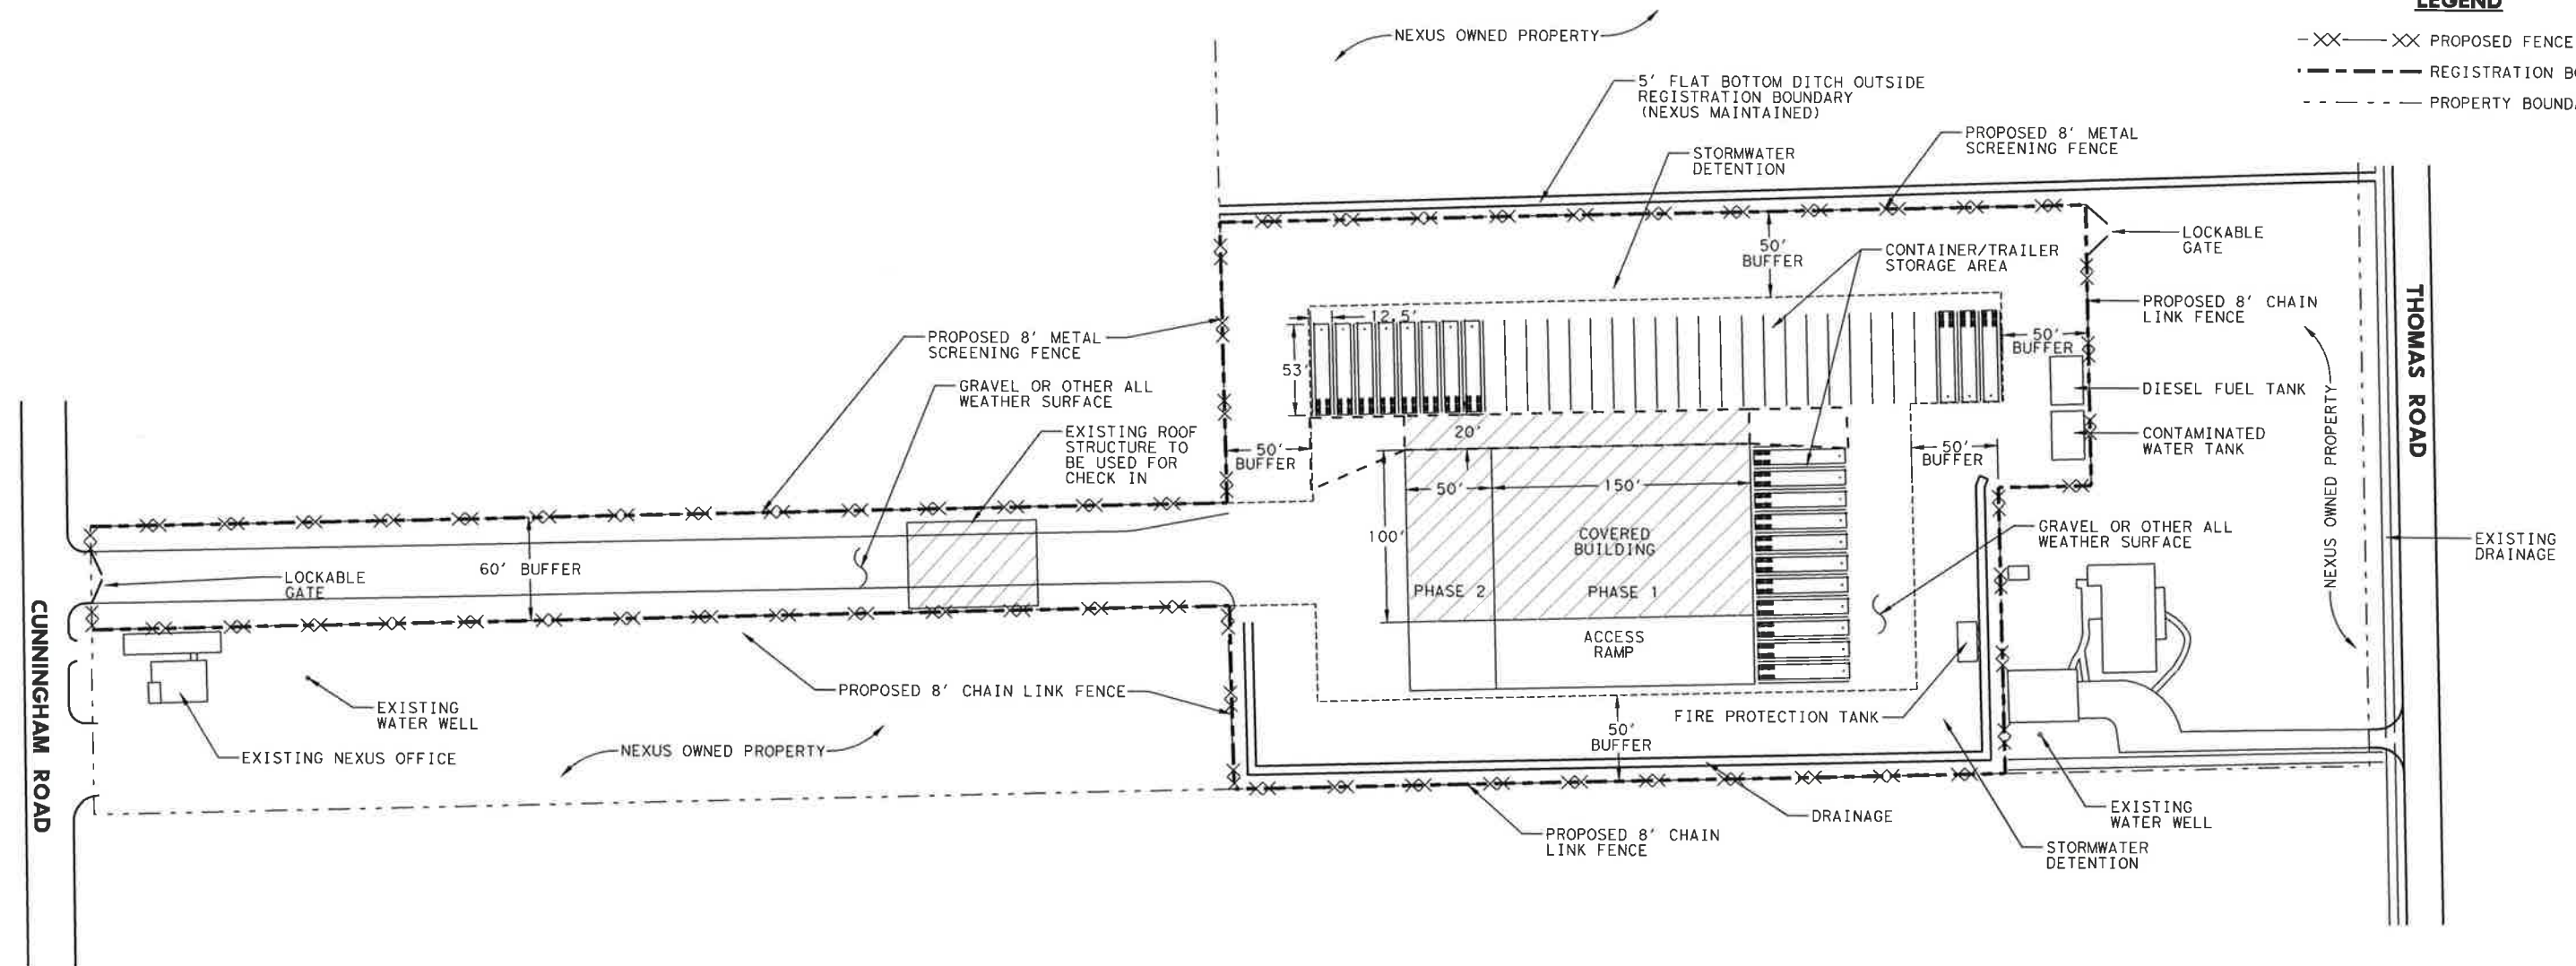 LEGEND
PROPOSED FENCE
REGISTRATION BO
PROPERTY BOUND
NEXUS OWNED PROPERTY
5' FLAT BOTTOM DITCH OUTSIDE
REGISTRATION BOUNDARY
(NEXUS MAINTAINED)
PROPOSED 8' METAL
SCREENING FENCE
STORMWATER
DETENTION
LOCKABLE
GATE
50'
BUFFER
CONTAINER/TRAILER
STORAGE AREA
PROPOSED 8' CHAIN
LINK FENCE
THOMAS ROAD
12.5'
53'
50'
BUFFER
PROPOSED 8' METAL
SCREENING FENCE
GRAVEL OR OTHER ALL
WEATHER SURFACE
DIESEL FUEL TANK
EXISTING ROOF
STRUCTURE TO
BE USED FOR
CHECK IN
20'
CONTAMINATED
WATER TANK
50'
BUFFER
50'
BUFFER
NEXUS OWNED PROPERTY
50'
150'
100'
COVERED
BUILDING
GRAVEL OR OTHER ALL
WEATHER SURFACE
EXISTING
DRAINAGE
60' BUFFER
LOCKABLE
GATE
PHASE 2
PHASE 1
CUNNINGHAM ROAD
ACCESS
RAMP
PROPOSED 8' CHAIN LINK FENCE
EXISTING
WATER WELL
FIRE PROTECTION TANK
50'
BUFFER
EXISTING NEXUS OFFICE
NEXUS OWNED PROPERTY
PROPOSED 8' CHAIN
LINK FENCE
DRAINAGE
EXISTING
WATER WELL
STORMWATER
DETENTION